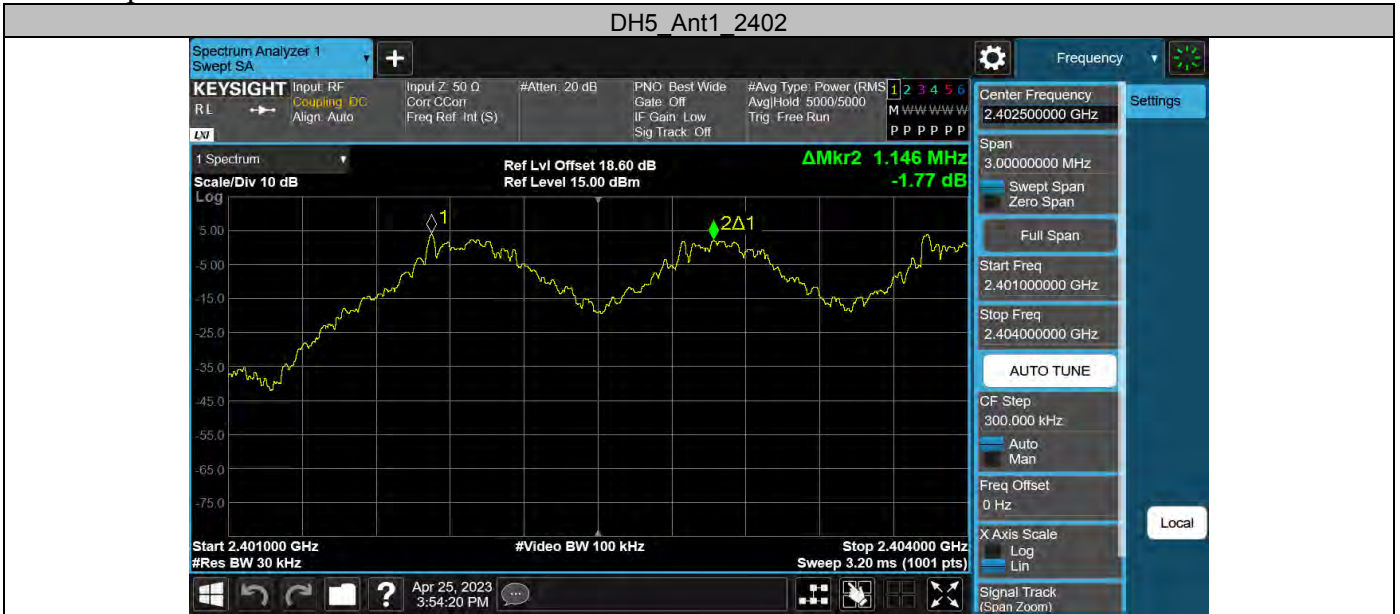 DH5_Ant1_2402
Spectrum Analyzer 1
Swept SA
+
Frequency
KEYSIGHT
RL
LXI
Input: RF
Coupling: DC
Align: Auto
Input Z: 50 Ω
Corr CCorr
Freq Ref: Int (S)
#Atten: 20 dB
PNO: Best Wide
Gate: Off
IF Gain: Low
Sig Track: Off
#Avg Type: Power (RMS
Avg|Hold: 5000/5000
Trig: Free Run
1 2 3 4 5 6
M W W W W W
P P P P P P
1 Spectrum
Scale/Div 10 dB
Ref Lvl Offset 18.60 dB
Ref Level 15.00 dBm
ΔMkr2 1.146 MHz
-1.77 dB
Log
5.00
-5.00
-15.0
-25.0
-35.0
-45.0
-55.0
-65.0
-75.0
1
2Δ1
Start 2.401000 GHz
#Res BW 30 kHz
#Video BW 100 kHz
Stop 2.404000 GHz
Sweep 3.20 ms (1001 pts)
Center Frequency
2.402500000 GHz
Settings
Span
3.00000000 MHz
Swept Span
Zero Span
Full Span
Start Freq
2.401000000 GHz
Stop Freq
2.404000000 GHz
AUTO TUNE
CF Step
300.000 kHz
Auto
Man
Freq Offset
0 Hz
X Axis Scale
Log
Lin
Local
Signal Track
(Span Zoom)
?
Apr 25, 2023
3:54:20 PM